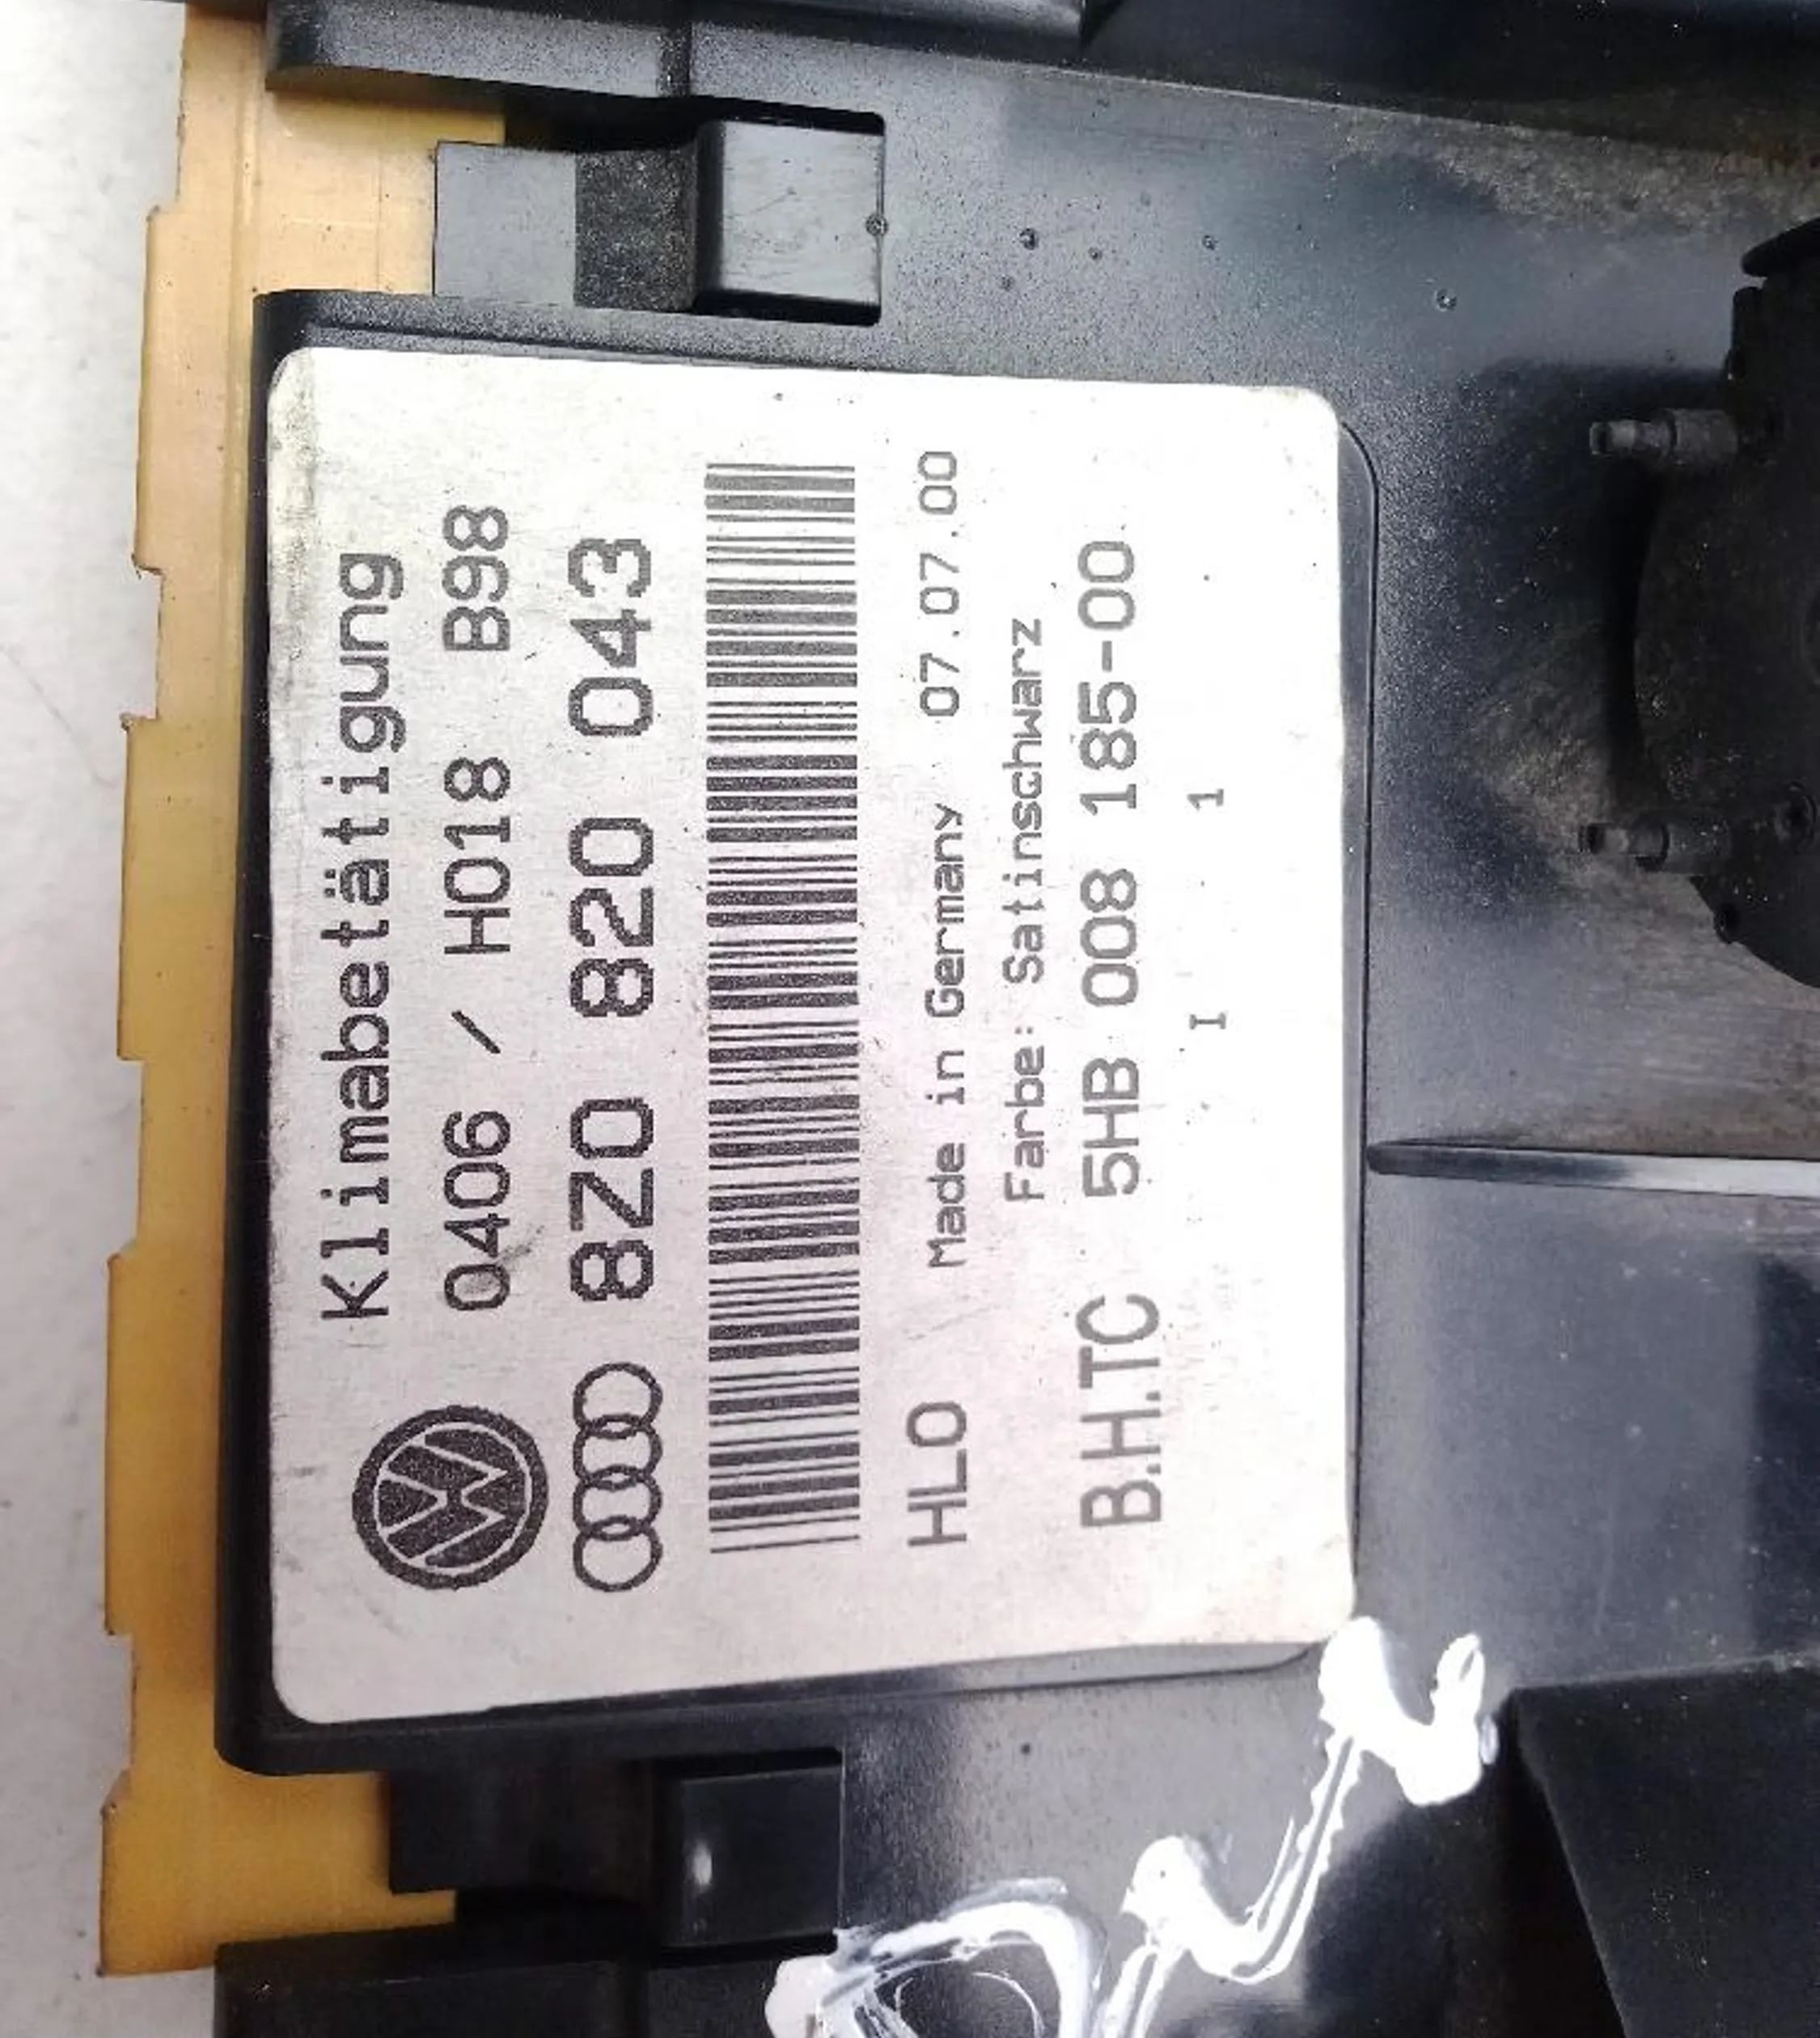 Klimabetätigung
0406 / H018 B98
8Z0 820 043
HLO Made in Germany 07.07.00
Farbe: Satinschwarz
B.H.TC 5HB 008 185-00
I 1